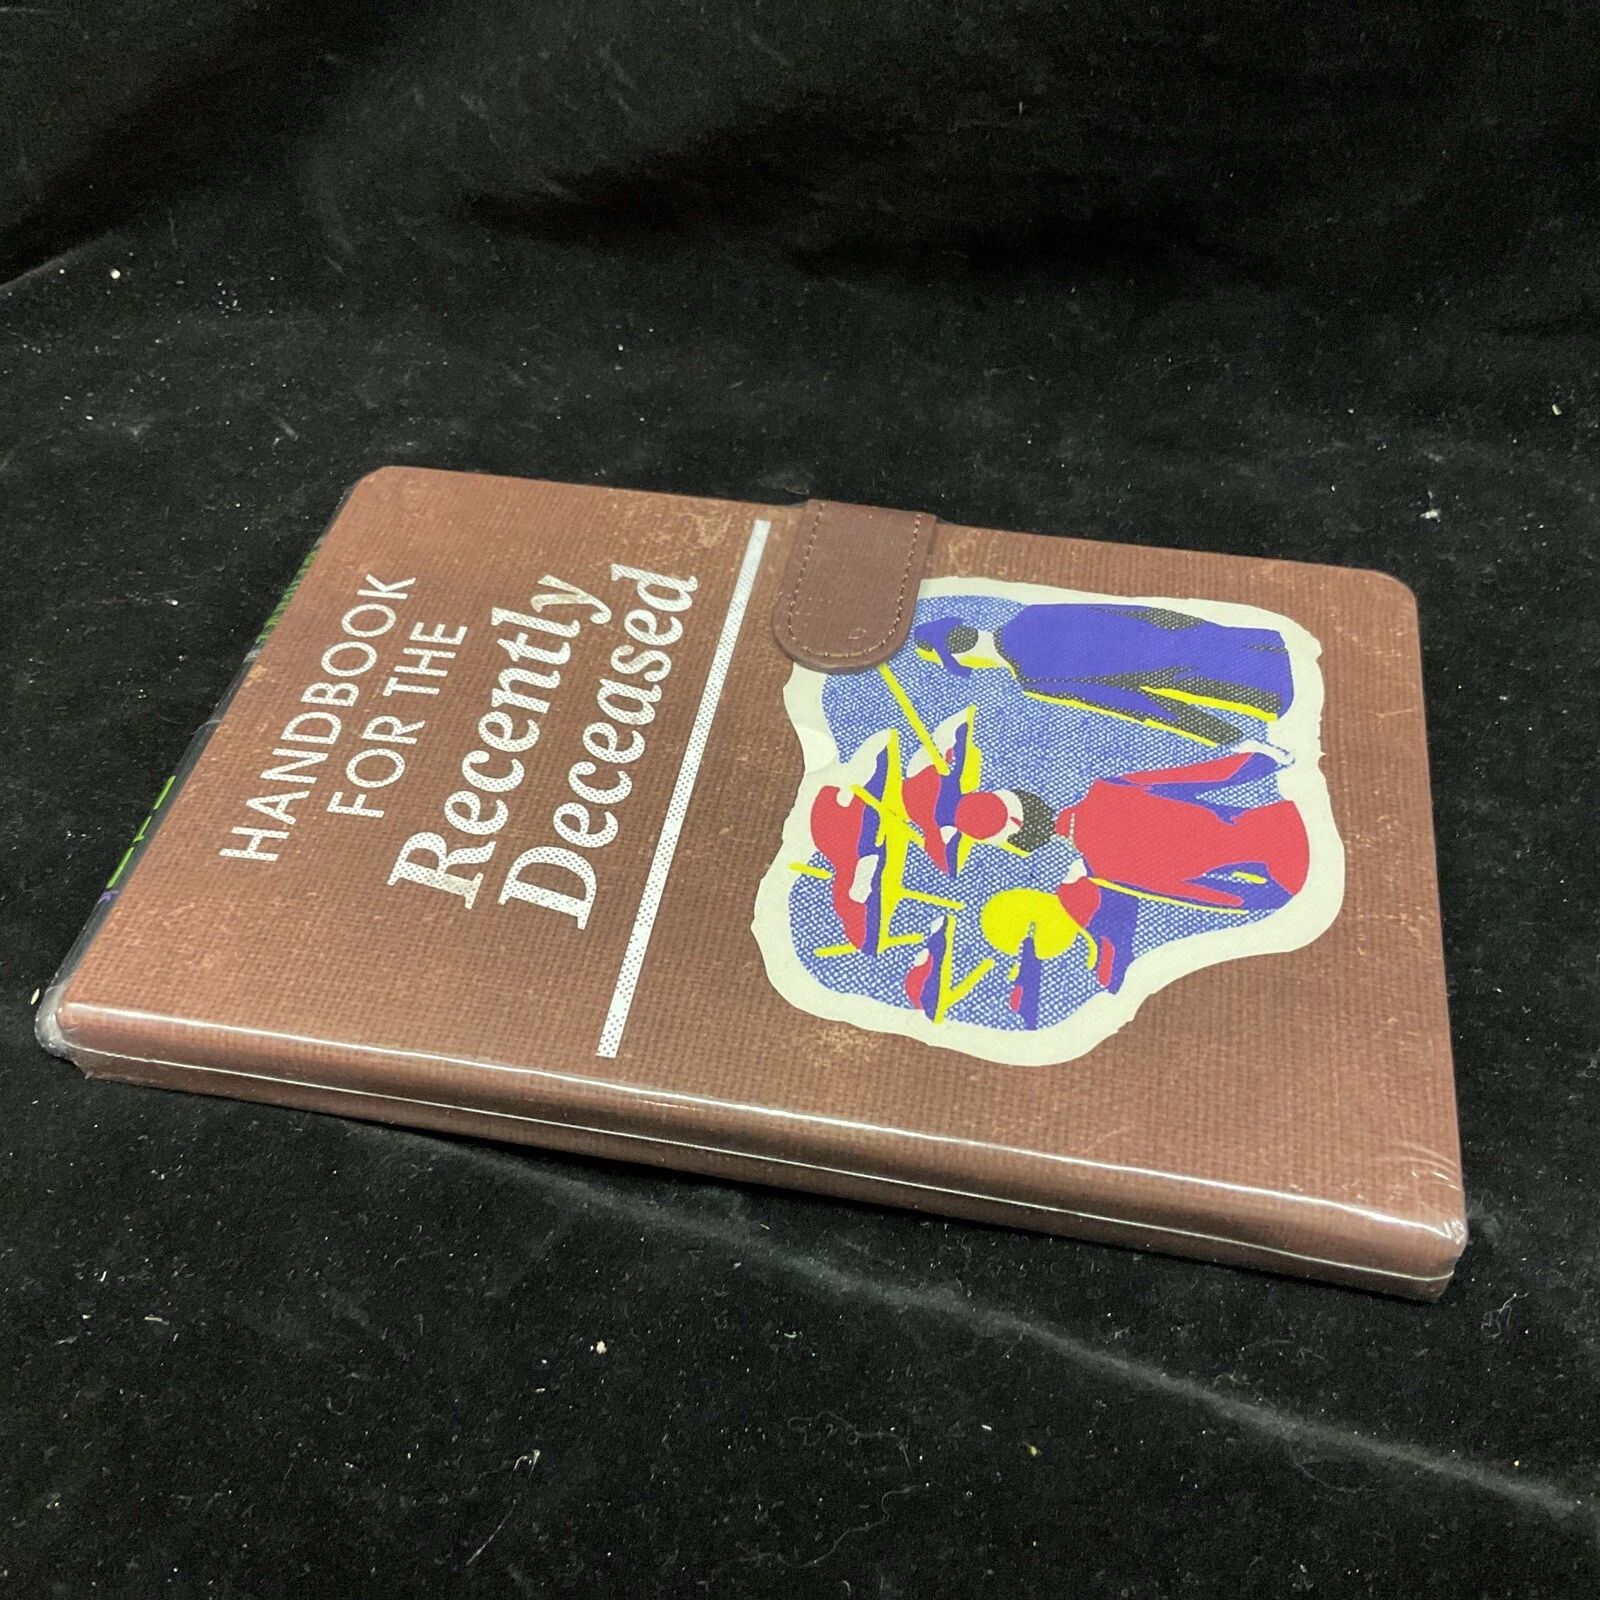 HANDBOOK
FOR THE
Recently
Deceased